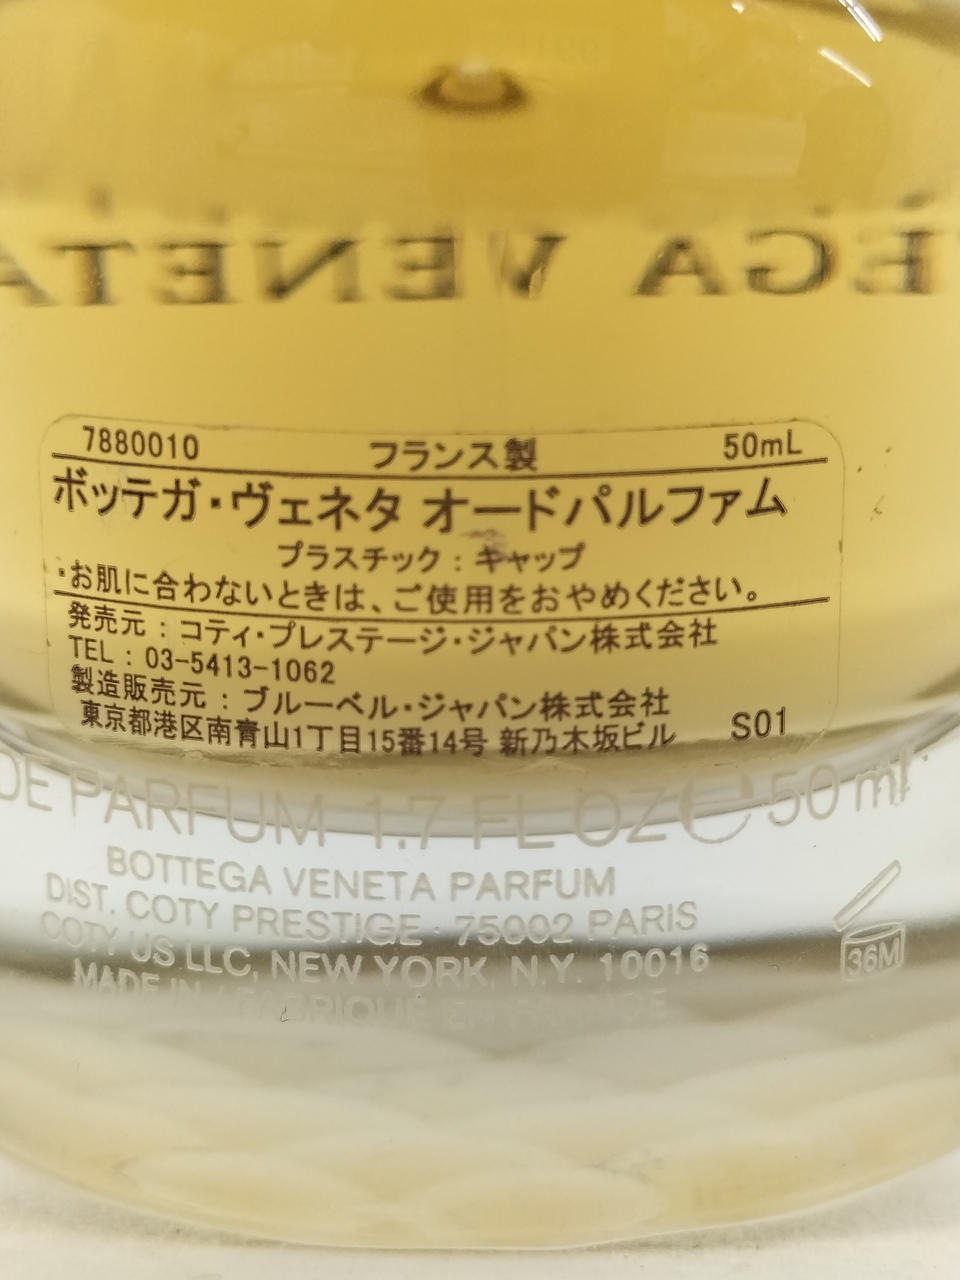 EGA VENETA
7880010 フランス製 50mL
ボッテガ・ヴェネタ オードパルファム
プラスチック：キャップ
・お肌に合わないときは、ご使用をおやめください。
発売元：コティ・プレステージ・ジャパン株式会社
TEL：03-5413-1062
製造販売元：ブルーベル・ジャパン株式会社
東京都港区南青山1丁目15番14号 新乃木坂ビル S01
DE PARFUM 1.7 FL OZ ℮ 50 ml
BOTTEGA VENETA PARFUM
DIST. COTY PRESTIGE · 75002 PARIS
COTY US LLC, NEW YORK, N.Y. 10016
MADE IN / FABRIQUÉ EN FRANCE
36M